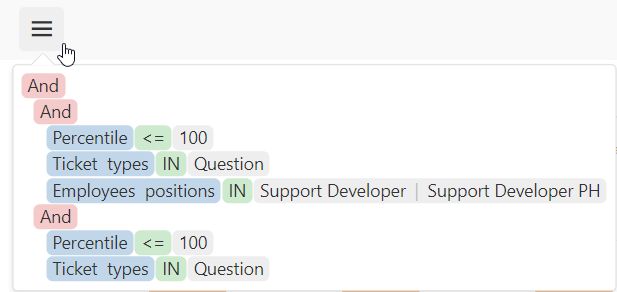 And
And
Percentile <= 100
Ticket types IN Question
Employees positions IN Support Developer | Support Developer PH
And
Percentile <= 100
Ticket types IN Question